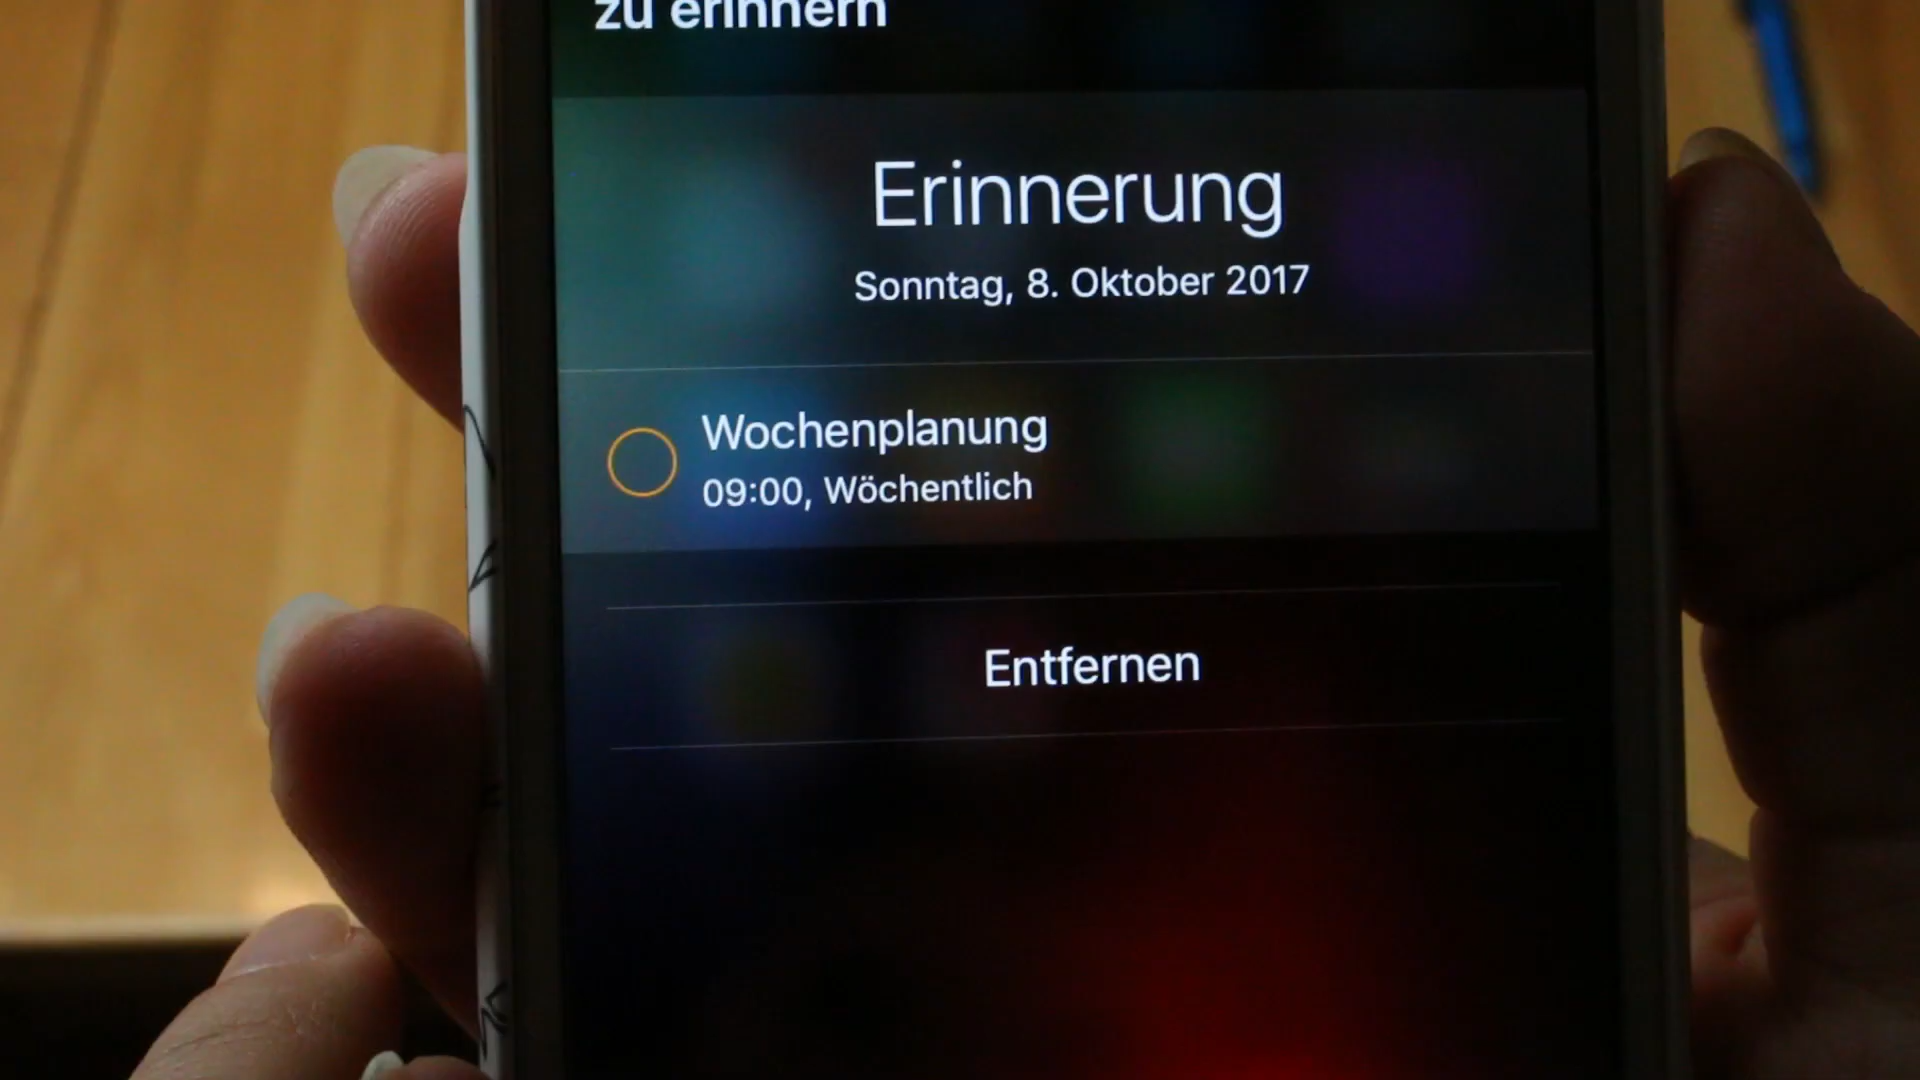 zu erinnern
Erinnerung
Sonntag, 8. Oktober 2017
Wochenplanung
09:00, Wöchentlich
Entfernen